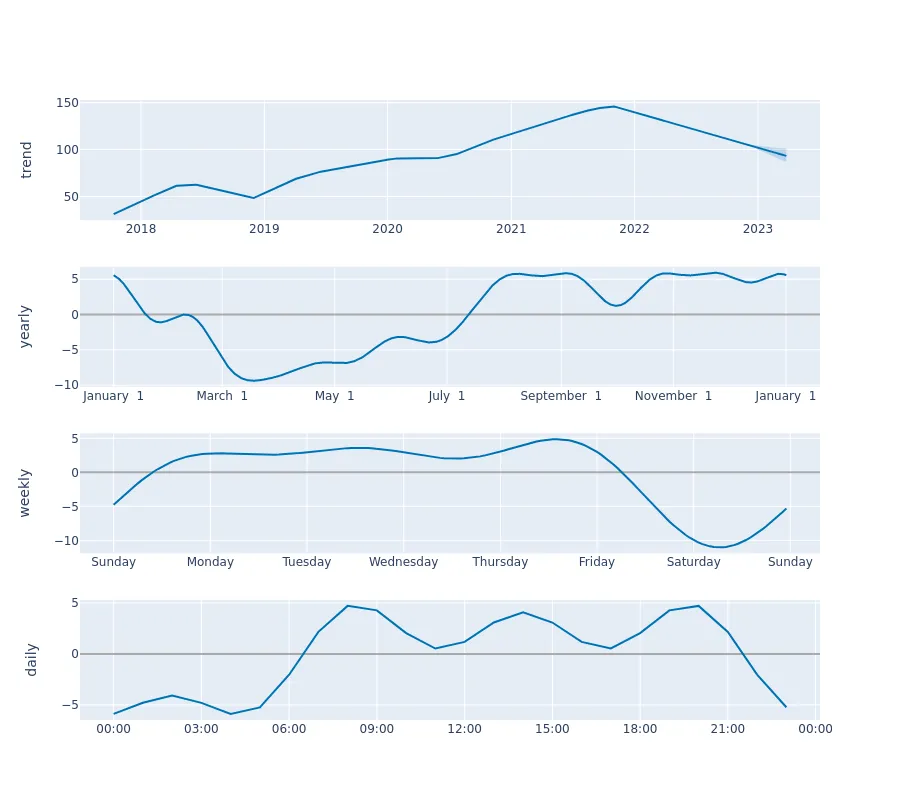 trend
150
100
50
2018 2019 2020 2021 2022 2023
yearly
5
0
−5
−10
January 1 March 1 May 1 July 1 September 1 November 1 January 1
weekly
5
0
−5
−10
Sunday Monday Tuesday Wednesday Thursday Friday Saturday Sunday
daily
5
0
−5
00:00 03:00 06:00 09:00 12:00 15:00 18:00 21:00 00:00